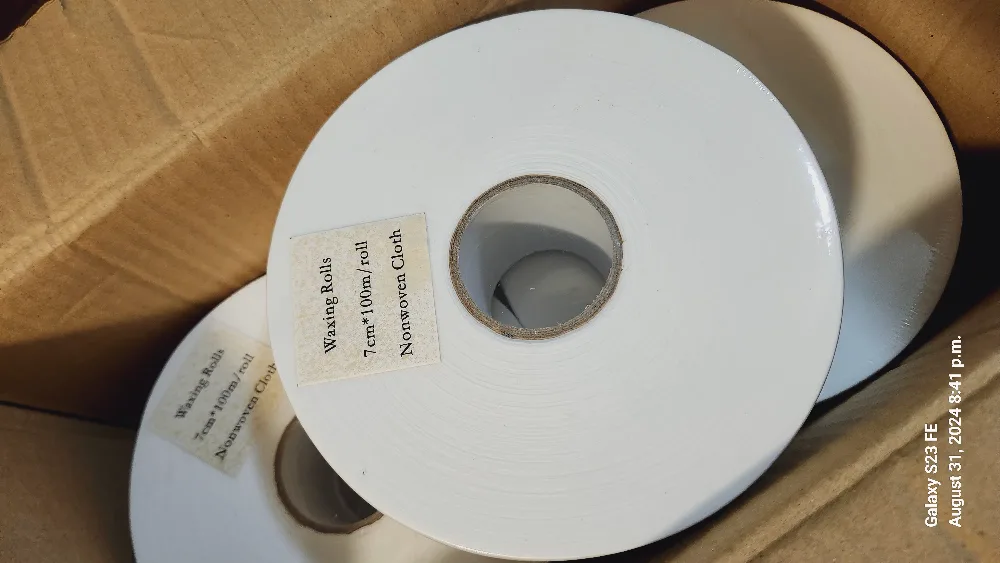 Waxing Rolls
7cm*100m/roll
Nonwoven Cloth
Waxing Rolls
7cm*100m/roll
Nonwoven Cloth
Galaxy S23 FE
August 31, 2024 8:41 p.m.